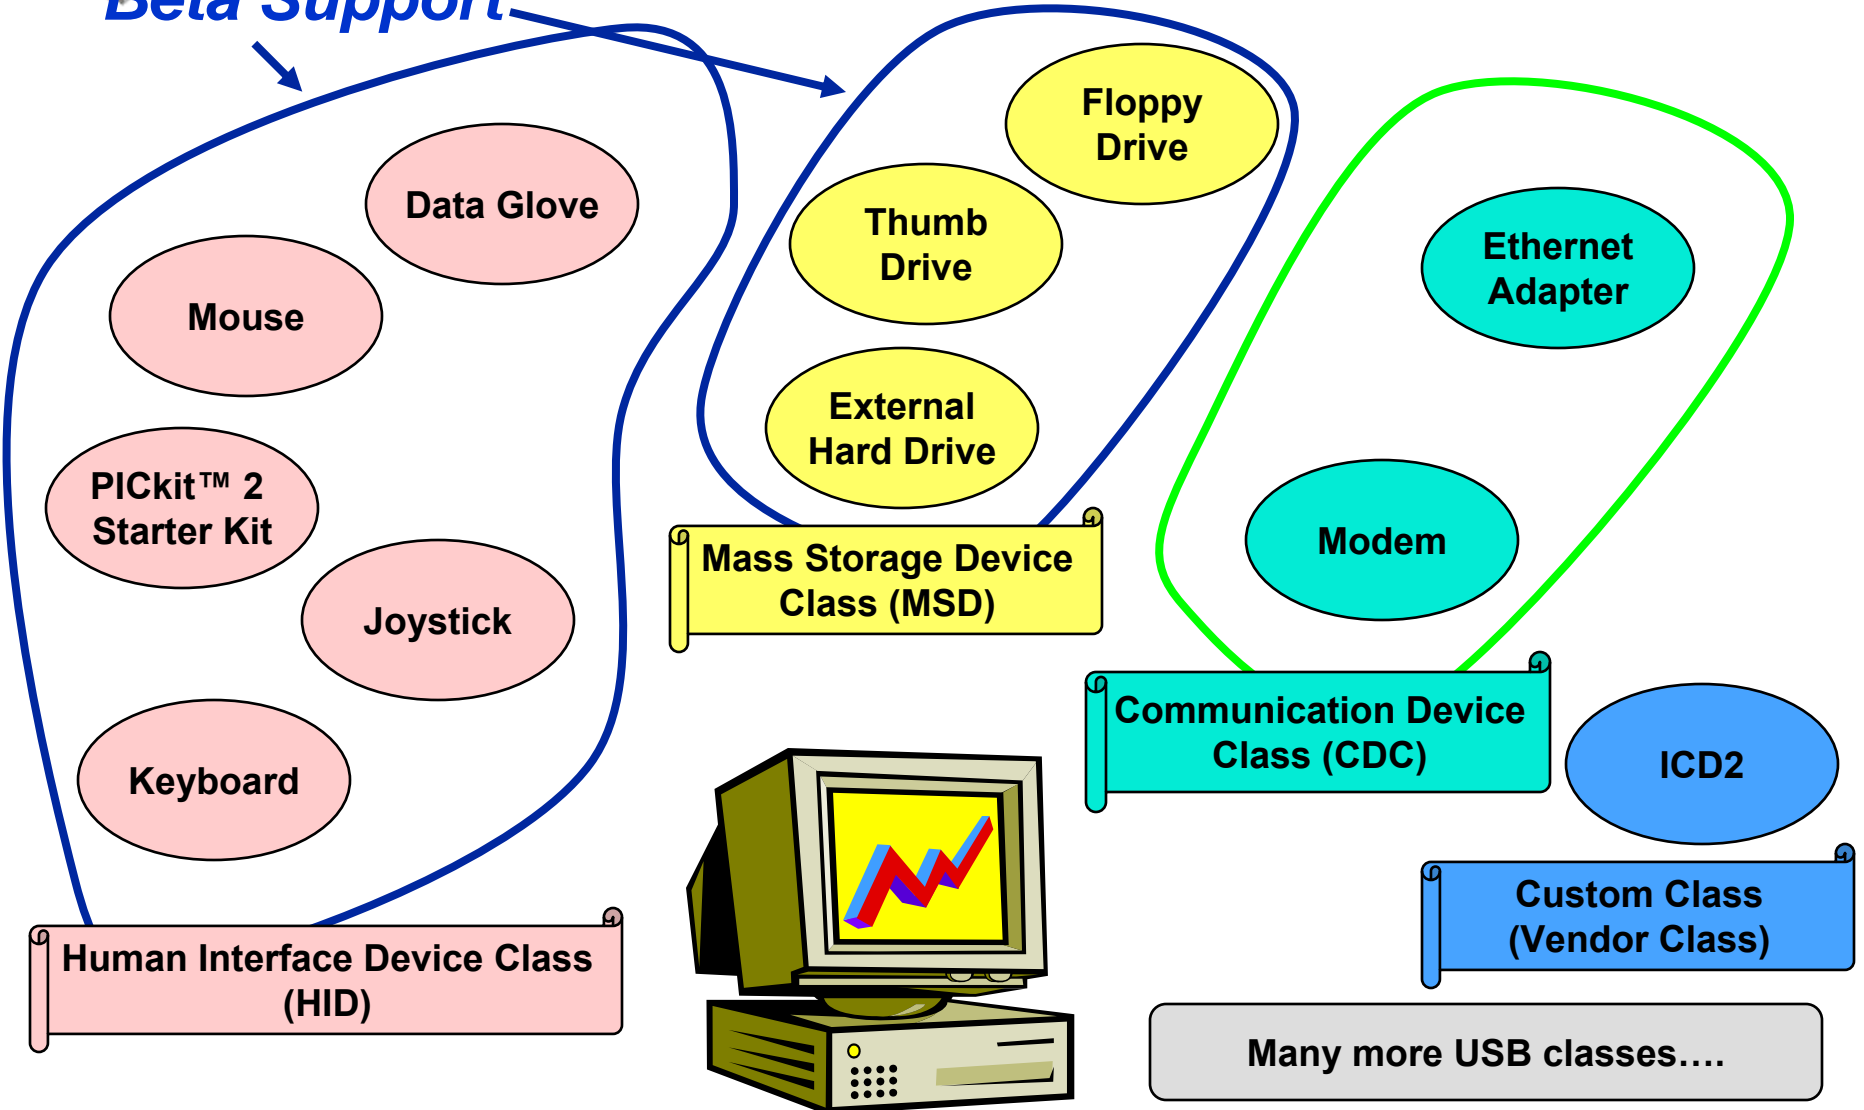 Beta Support
Data Glove
Mouse
PICkit™ 2
Starter Kit
Joystick
Keyboard
Human Interface Device Class
(HID)
Floppy
Drive
Thumb
Drive
External
Hard Drive
Mass Storage Device
Class (MSD)
Ethernet
Adapter
Modem
Communication Device
Class (CDC)
ICD2
Custom Class
(Vendor Class)
Many more USB classes….